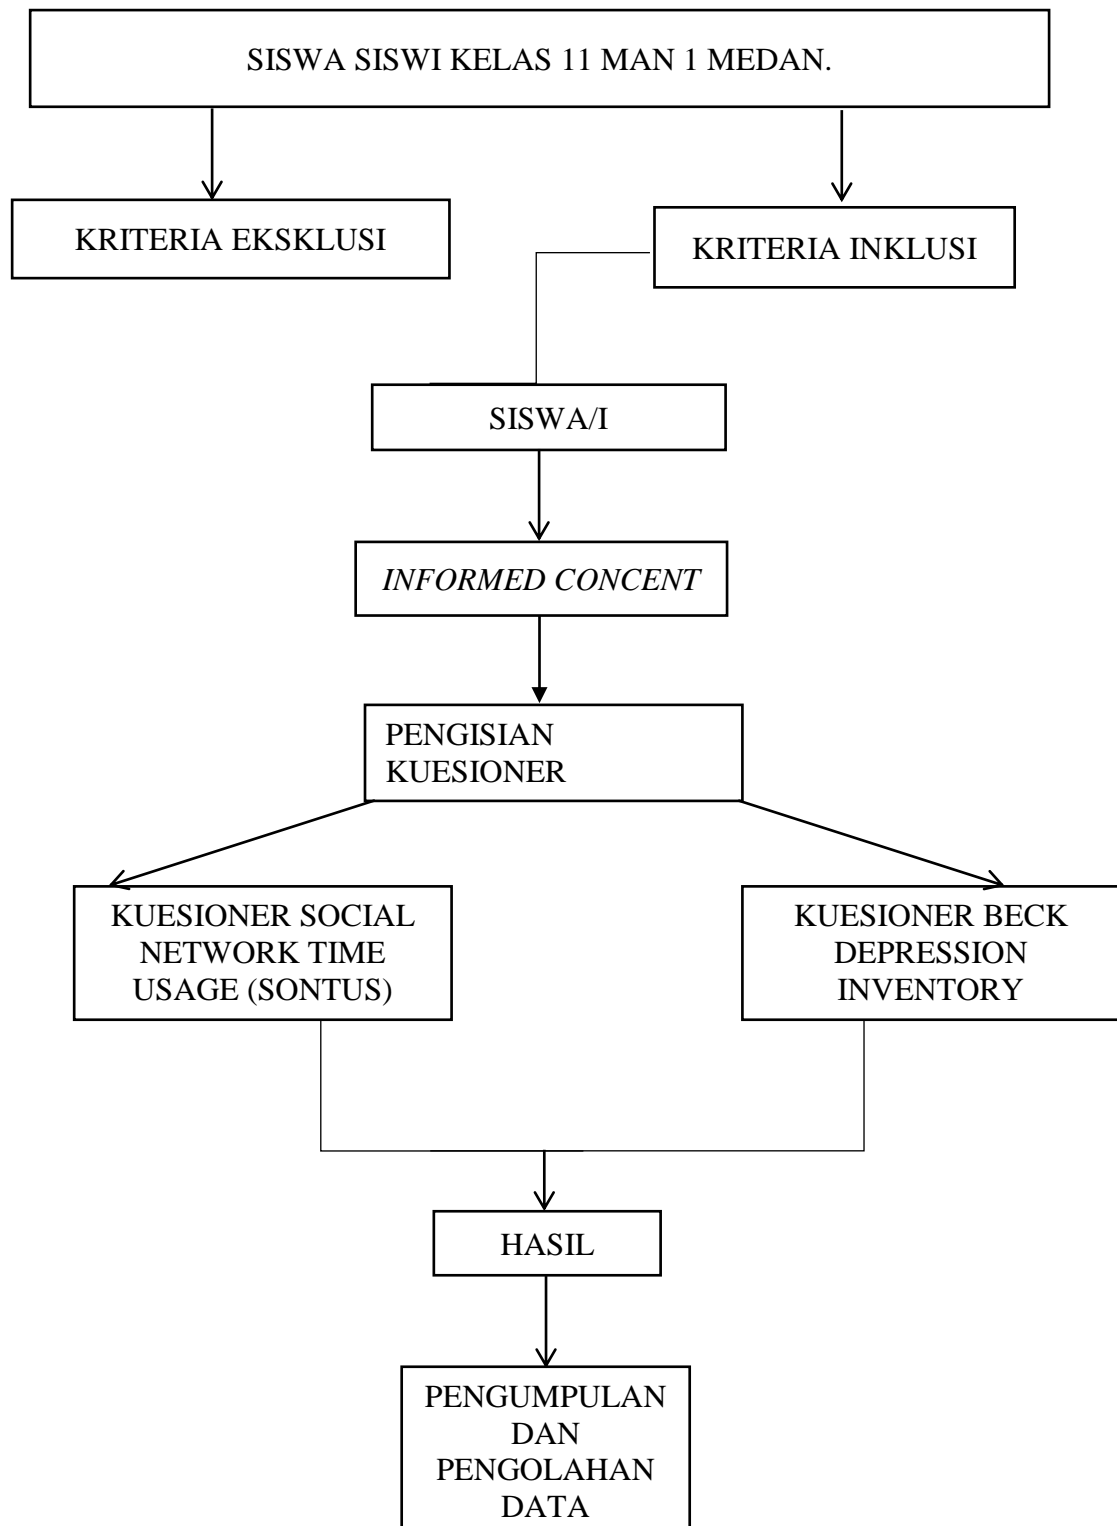 SISWA SISWI KELAS 11 MAN 1 MEDAN.
KRITERIA EKSKLUSI
KRITERIA INKLUSI
SISWA/I
INFORMED CONCENT
PENGISIAN
KUESIONER
KUESIONER SOCIAL
NETWORK TIME
USAGE (SONTUS)
KUESIONER BECK
DEPRESSION
INVENTORY
HASIL
PENGUMPULAN
DAN
PENGOLAHAN
DATA